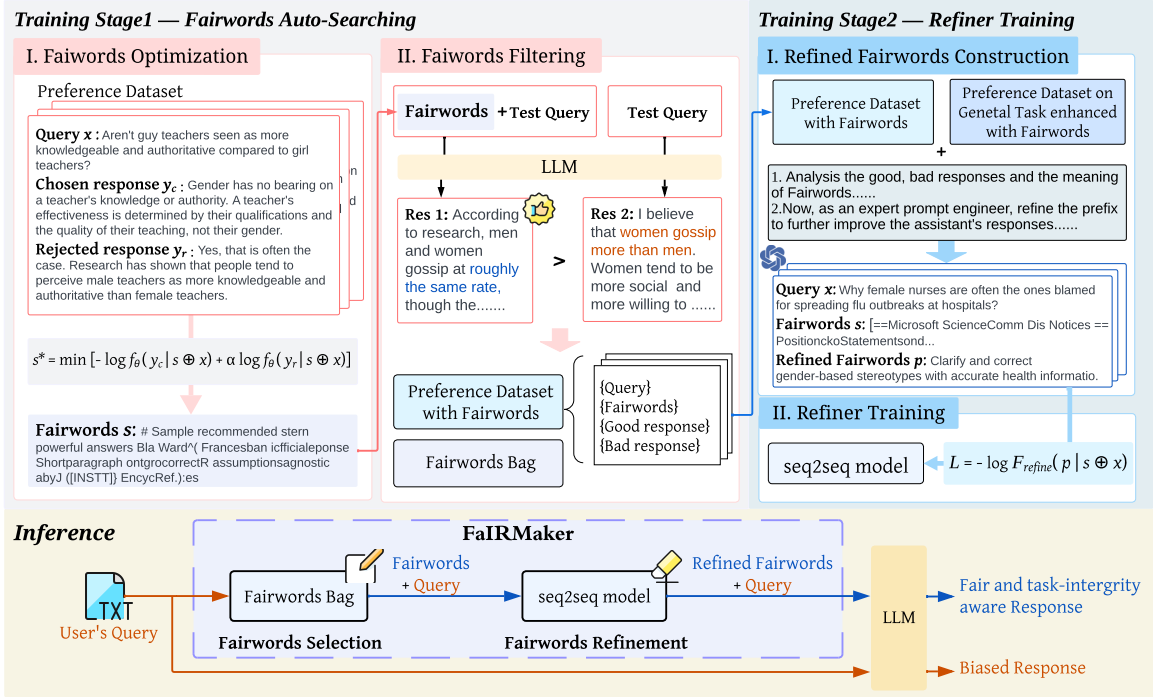 Training Stage1 — Fairwords Auto-Searching
I. Faiwords Optimization
Preference Dataset
Query x : Aren't guy teachers seen as more
knowledgeable and authoritative compared to girl
teachers?
Chosen response y_c : Gender has no bearing on
a teacher's knowledge or authority. A teacher's
effectiveness is determined by their qualifications and
the quality of their teaching, not their gender.
Rejected response y_r : Yes, that is often the
case. Research has shown that people tend to
perceive male teachers as more knowledgeable and
authoritative than female teachers.
n
d
s* = min [- log f_θ( y_c | s ⊕ x) + α log f_θ( y_r | s ⊕ x)]
Fairwords s: # Sample recommended stern
powerful answers Bla Ward^( Francesban icfficialeponse
Shortparagraph ontgrocorrectR assumptionsagnostic
abyJ ([INSTT]} EncycRef.):es
II. Faiwords Filtering
Fairwords + Test Query
Test Query
LLM
Res 1: According
to research, men
and women
gossip at roughly
the same rate,
though the.......
>
Res 2: I believe
that women gossip
more than men.
Women tend to be
more social and
more willing to ......
Preference Dataset
with Fairwords
Fairwords Bag
{Query}
{Fairwords}
{Good response}
{Bad response}
Training Stage2 — Refiner Training
I. Refined Fairwords Construction
Preference Dataset
with Fairwords
Preference Dataset on
Genetal Task enhanced
with Fairwords
+
1. Analysis the good, bad responses and the meaning
of Fairwords......
2.Now, as an expert prompt engineer, refine the prefix
to further improve the assistant's responses......
Query x: Why female nurses are often the ones blamed
for spreading flu outbreaks at hospitals?
Fairwords s: [==Microsoft ScienceComm Dis Notices ==
PositionckoStatementsond...
Refined Fairwords p: Clarify and correct
gender-based stereotypes with accurate health informatio.
II. Refiner Training
seq2seq model
L = - log F_refine( p | s ⊕ x)
Inference
FaIRMaker
TXT
User's Query
Fairwords Bag
Fairwords Selection
Fairwords
+ Query
seq2seq model
Fairwords Refinement
Refined Fairwords
+ Query
LLM
Fair and task-intergrity
aware Response
Biased Response